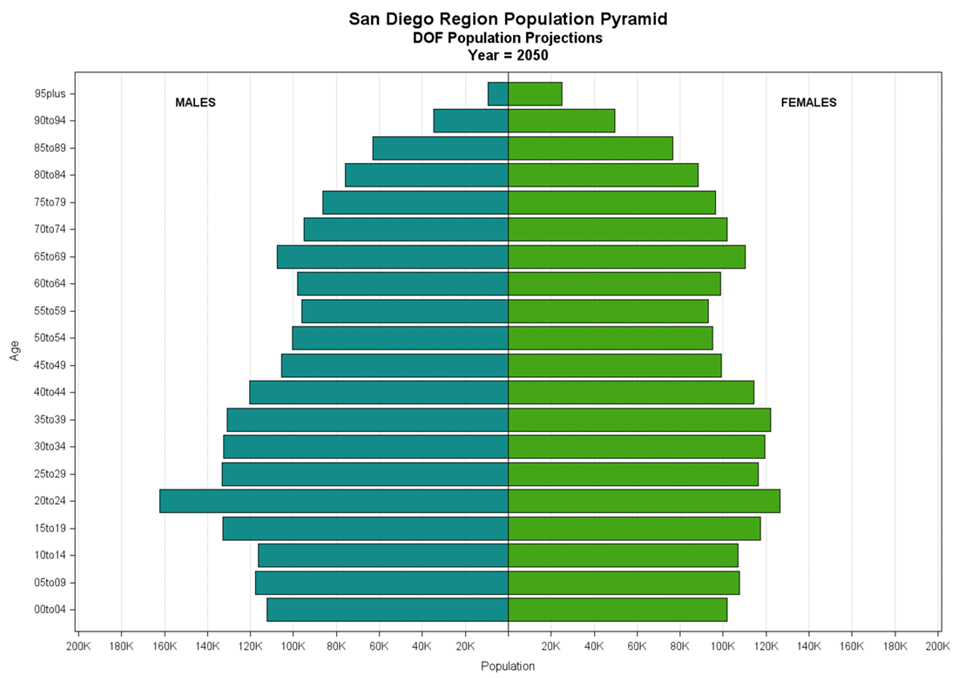 San Diego Region Population Pyramid
DOF Population Projections
Year = 2050
MALES
FEMALES
Age
95plus
90to94
85to89
80to84
75to79
70to74
65to69
60to64
55to59
50to54
45to49
40to44
35to39
30to34
25to29
20to24
15to19
10to14
05to09
00to04
200K 180K 160K 140K 120K 100K 80K 60K 40K 20K 20K 40K 60K 80K 100K 120K 140K 160K 180K 200K
Population